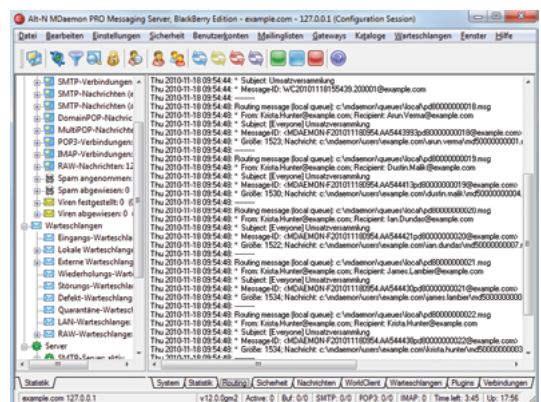 Alt-N MDaemon PRO Messaging Server, BlackBerry Edition - example.com - 127.0.0.1 (Configuration Session)
Datei Bearbeiten Einstellungen Sicherheit Benutzerkonten Mailinglisten Gateways Kataloge Warteschlangen Fenster Hilfe
SMTP-Verbindungen
SMTP-Nachrichten (e
SMTP-Nachrichten (a
DomainPOP-Nachric
MultiPOP-Nachrichte
POP3-Verbindungen:
IMAP-Verbindungen:
RAW-Nachrichten: 12
Spam angenommen:
Spam abgewiesen: 0
Viren festgestellt: 0
Viren abgewiesen: 0
Warteschlangen
Eingangs-Warteschla
Lokale Warteschlang
Externe Warteschlang
Wiederholungs-Wart
Störungs-Warteschla
Defekt-Warteschlang
Quarantäne-Warteschl
LAN-Warteschlange:
RAW-Warteschlange:
Server
SMTP-Server: aktiv
Thu 2010-11-18 09:54:44: * Subject: Umsatzversammlung
Thu 2010-11-18 09:54:44: * Message-ID: WC20101118155439.200001@example.com
Thu 2010-11-18 09:54:44: --------
Thu 2010-11-18 09:54:48: Routing message (local queue): c:\mdaemon\queues\local\pd80000000018.msg
Thu 2010-11-18 09:54:48: * From: Krista.Hunter@example.com; Recipient: Arun.Verma@example.com
Thu 2010-11-18 09:54:48: * Subject: [Everyone] Umsatzversammlung
Thu 2010-11-18 09:54:48: --------
Thu 2010-11-18 09:54:48: Routing message (local queue): c:\mdaemon\queues\local\pd80000000019.msg
Thu 2010-11-18 09:54:48: * From: Krista.Hunter@example.com; Recipient: Dustin.Malik@example.com
Thu 2010-11-18 09:54:48: * Subject: [Everyone] Umsatzversammlung
Thu 2010-11-18 09:54:48: --------
Thu 2010-11-18 09:54:48: Routing message (local queue): c:\mdaemon\queues\local\pd80000000020.msg
Thu 2010-11-18 09:54:48: * From: Krista.Hunter@example.com; Recipient: Ian.Dundas@example.com
Thu 2010-11-18 09:54:48: * Subject: [Everyone] Umsatzversammlung
Thu 2010-11-18 09:54:48: --------
Thu 2010-11-18 09:54:48: Routing message (local queue): c:\mdaemon\queues\local\pd80000000021.msg
Thu 2010-11-18 09:54:48: * From: Krista.Hunter@example.com; Recipient: James.Lambier@example.com
Thu 2010-11-18 09:54:48: * Subject: [Everyone] Umsatzversammlung
Thu 2010-11-18 09:54:48: --------
Thu 2010-11-18 09:54:48: Routing message (local queue): c:\mdaemon\queues\local\pd80000000022.msg
Thu 2010-11-18 09:54:48: * From: Krista.Hunter@example.com; Recipient: Krista.Hunter@example.com
Thu 2010-11-18 09:54:48: * Subject: [Everyone] Umsatzversammlung
Thu 2010-11-18 09:54:48: --------
Statistik
System Statistik Routing Sicherheit Nachrichten WorldClient Warteschlangen Plugins Verbindungen
example.com 127.0.0.1 v12.0.0rc2 Active: 0 Buf: 0/0 SMTP: 0/0 POP3: 0/0 IMAP: 0 Time left: 3:45 Up: 17:56